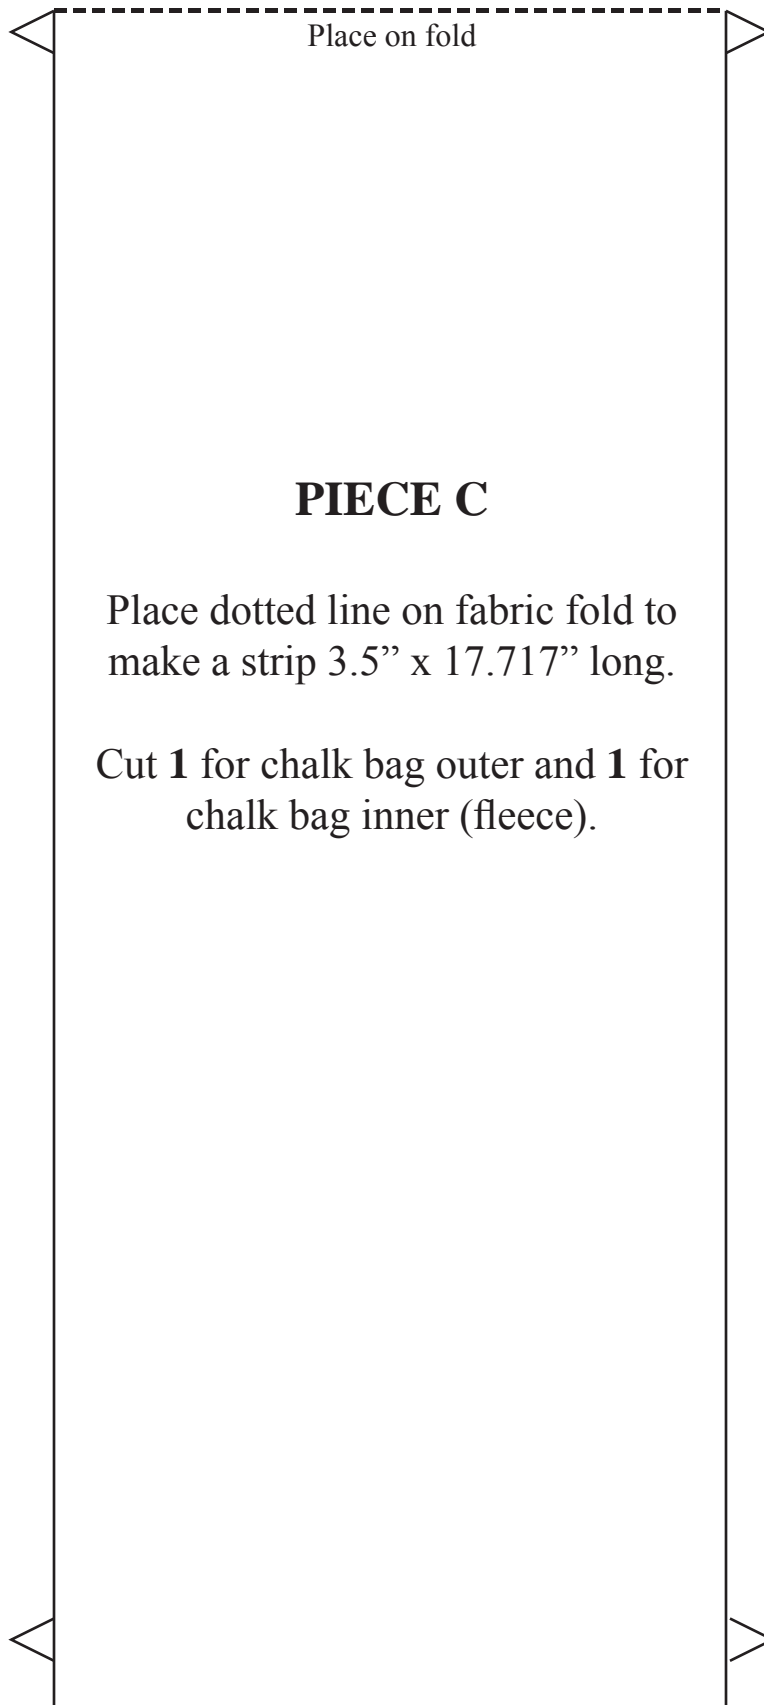 Place on fold
PIECE C
Place dotted line on fabric fold to
make a strip 3.5” x 17.717” long.
Cut 1 for chalk bag outer and 1 for
chalk bag inner (fleece).